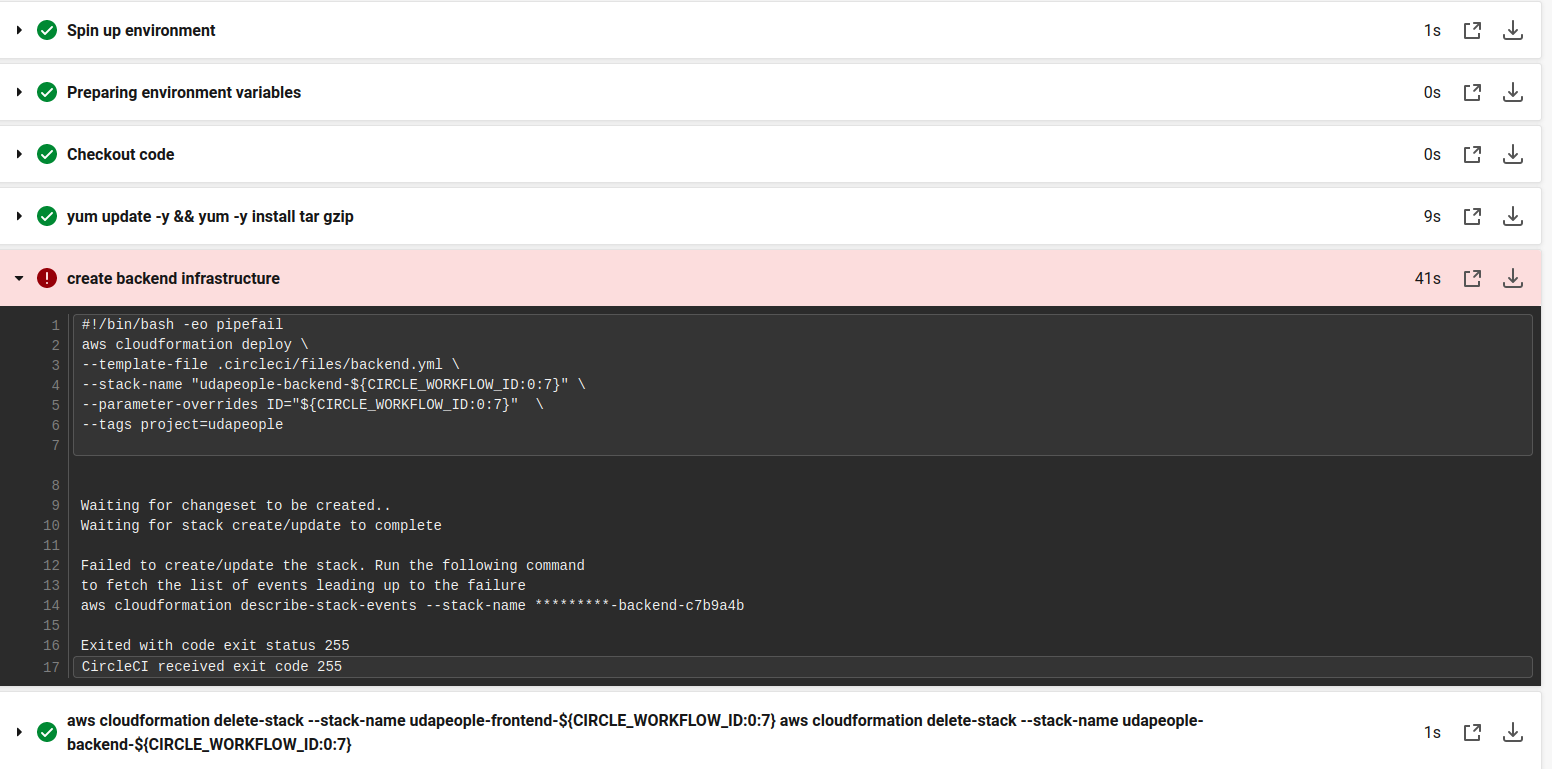 Spin up environment 1s
Preparing environment variables 0s
Checkout code 0s
yum update -y && yum -y install tar gzip 9s
create backend infrastructure 41s
1 #!/bin/bash -eo pipefail
2 aws cloudformation deploy \
3 --template-file .circleci/files/backend.yml \
4 --stack-name "udapeople-backend-${CIRCLE_WORKFLOW_ID:0:7}" \
5 --parameter-overrides ID="${CIRCLE_WORKFLOW_ID:0:7}"  \
6 --tags project=udapeople
7
8
9 Waiting for changeset to be created..
10 Waiting for stack create/update to complete
11
12 Failed to create/update the stack. Run the following command
13 to fetch the list of events leading up to the failure
14 aws cloudformation describe-stack-events --stack-name *********-backend-c7b9a4b
15
16 Exited with code exit status 255
17 CircleCI received exit code 255
aws cloudformation delete-stack --stack-name udapeople-frontend-${CIRCLE_WORKFLOW_ID:0:7} aws cloudformation delete-stack --stack-name udapeople-
backend-${CIRCLE_WORKFLOW_ID:0:7} 1s